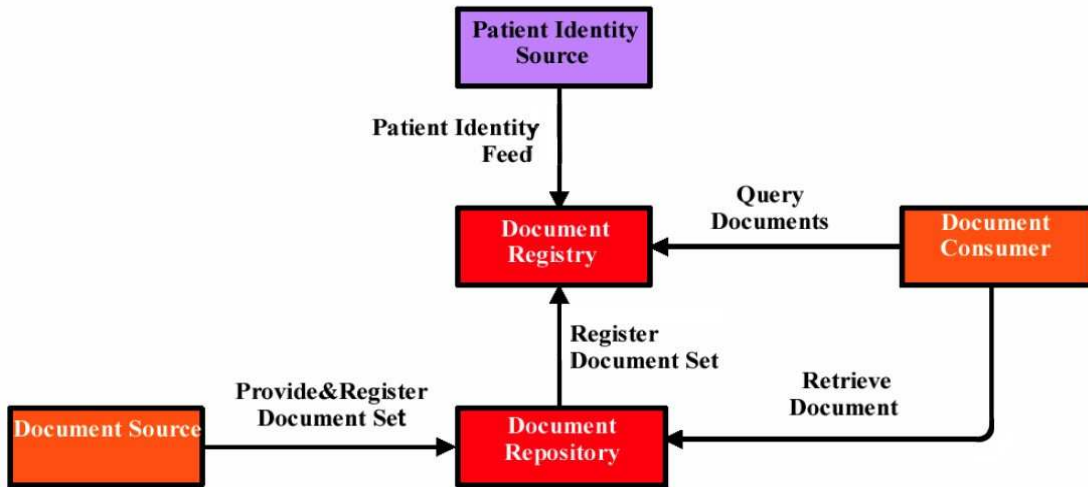 Patient Identity
Source
Patient Identity
Feed
Query
Documents
Document
Registry
Document
Consumer
Register
Document Set
Retrieve
Document
Provide&Register
Document Set
Document Source
Document
Repository